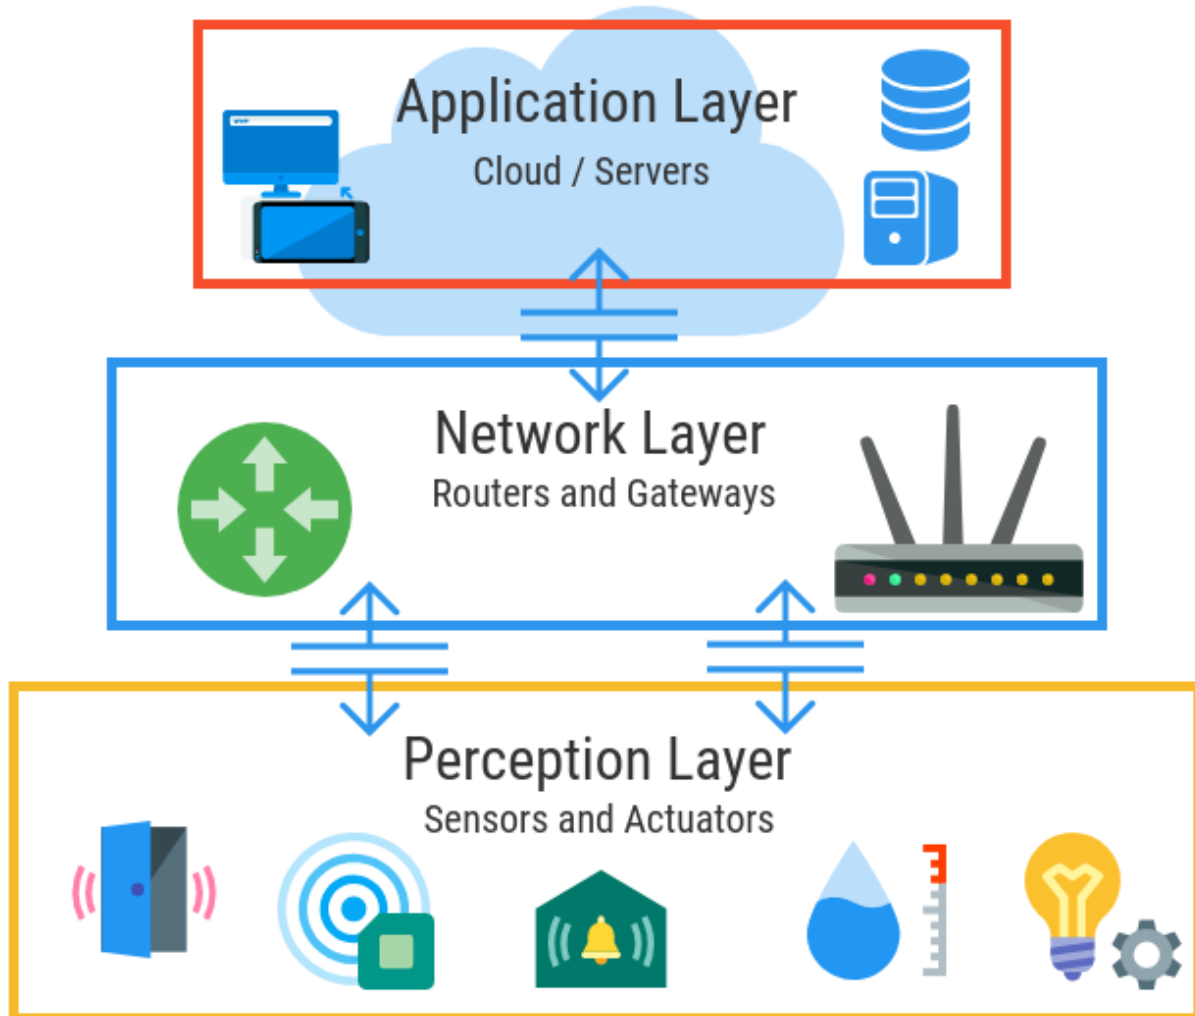 Application Layer
Cloud / Servers
Network Layer
Routers and Gateways
Perception Layer
Sensors and Actuators